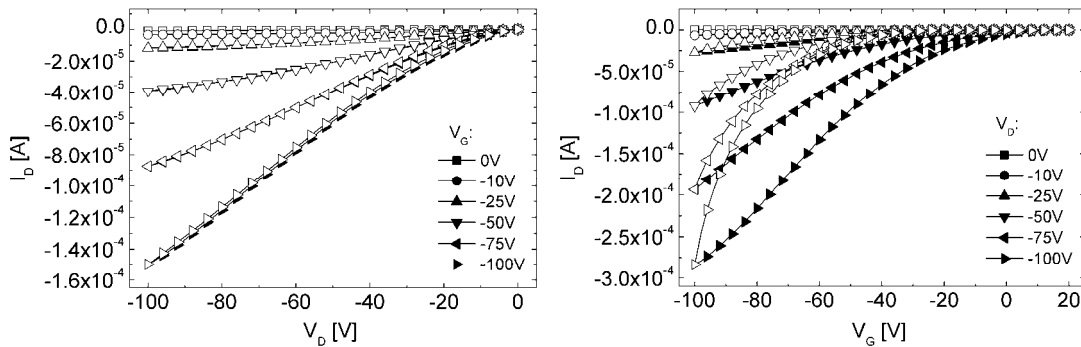 0.0
-2.0x10⁻⁵
-4.0x10⁻⁵
-6.0x10⁻⁵
-8.0x10⁻⁵
-1.0x10⁻⁴
-1.2x10⁻⁴
-1.4x10⁻⁴
-1.6x10⁻⁴
I_D [A]
-100 -80 -60 -40 -20 0
V_D [V]
V_G:
0V
-10V
-25V
-50V
-75V
-100V
0.0
-5.0x10⁻⁵
-1.0x10⁻⁴
-1.5x10⁻⁴
-2.0x10⁻⁴
-2.5x10⁻⁴
-3.0x10⁻⁴
I_D [A]
-100 -80 -60 -40 -20 0 20
V_G [V]
V_D:
0V
-10V
-25V
-50V
-75V
-100V